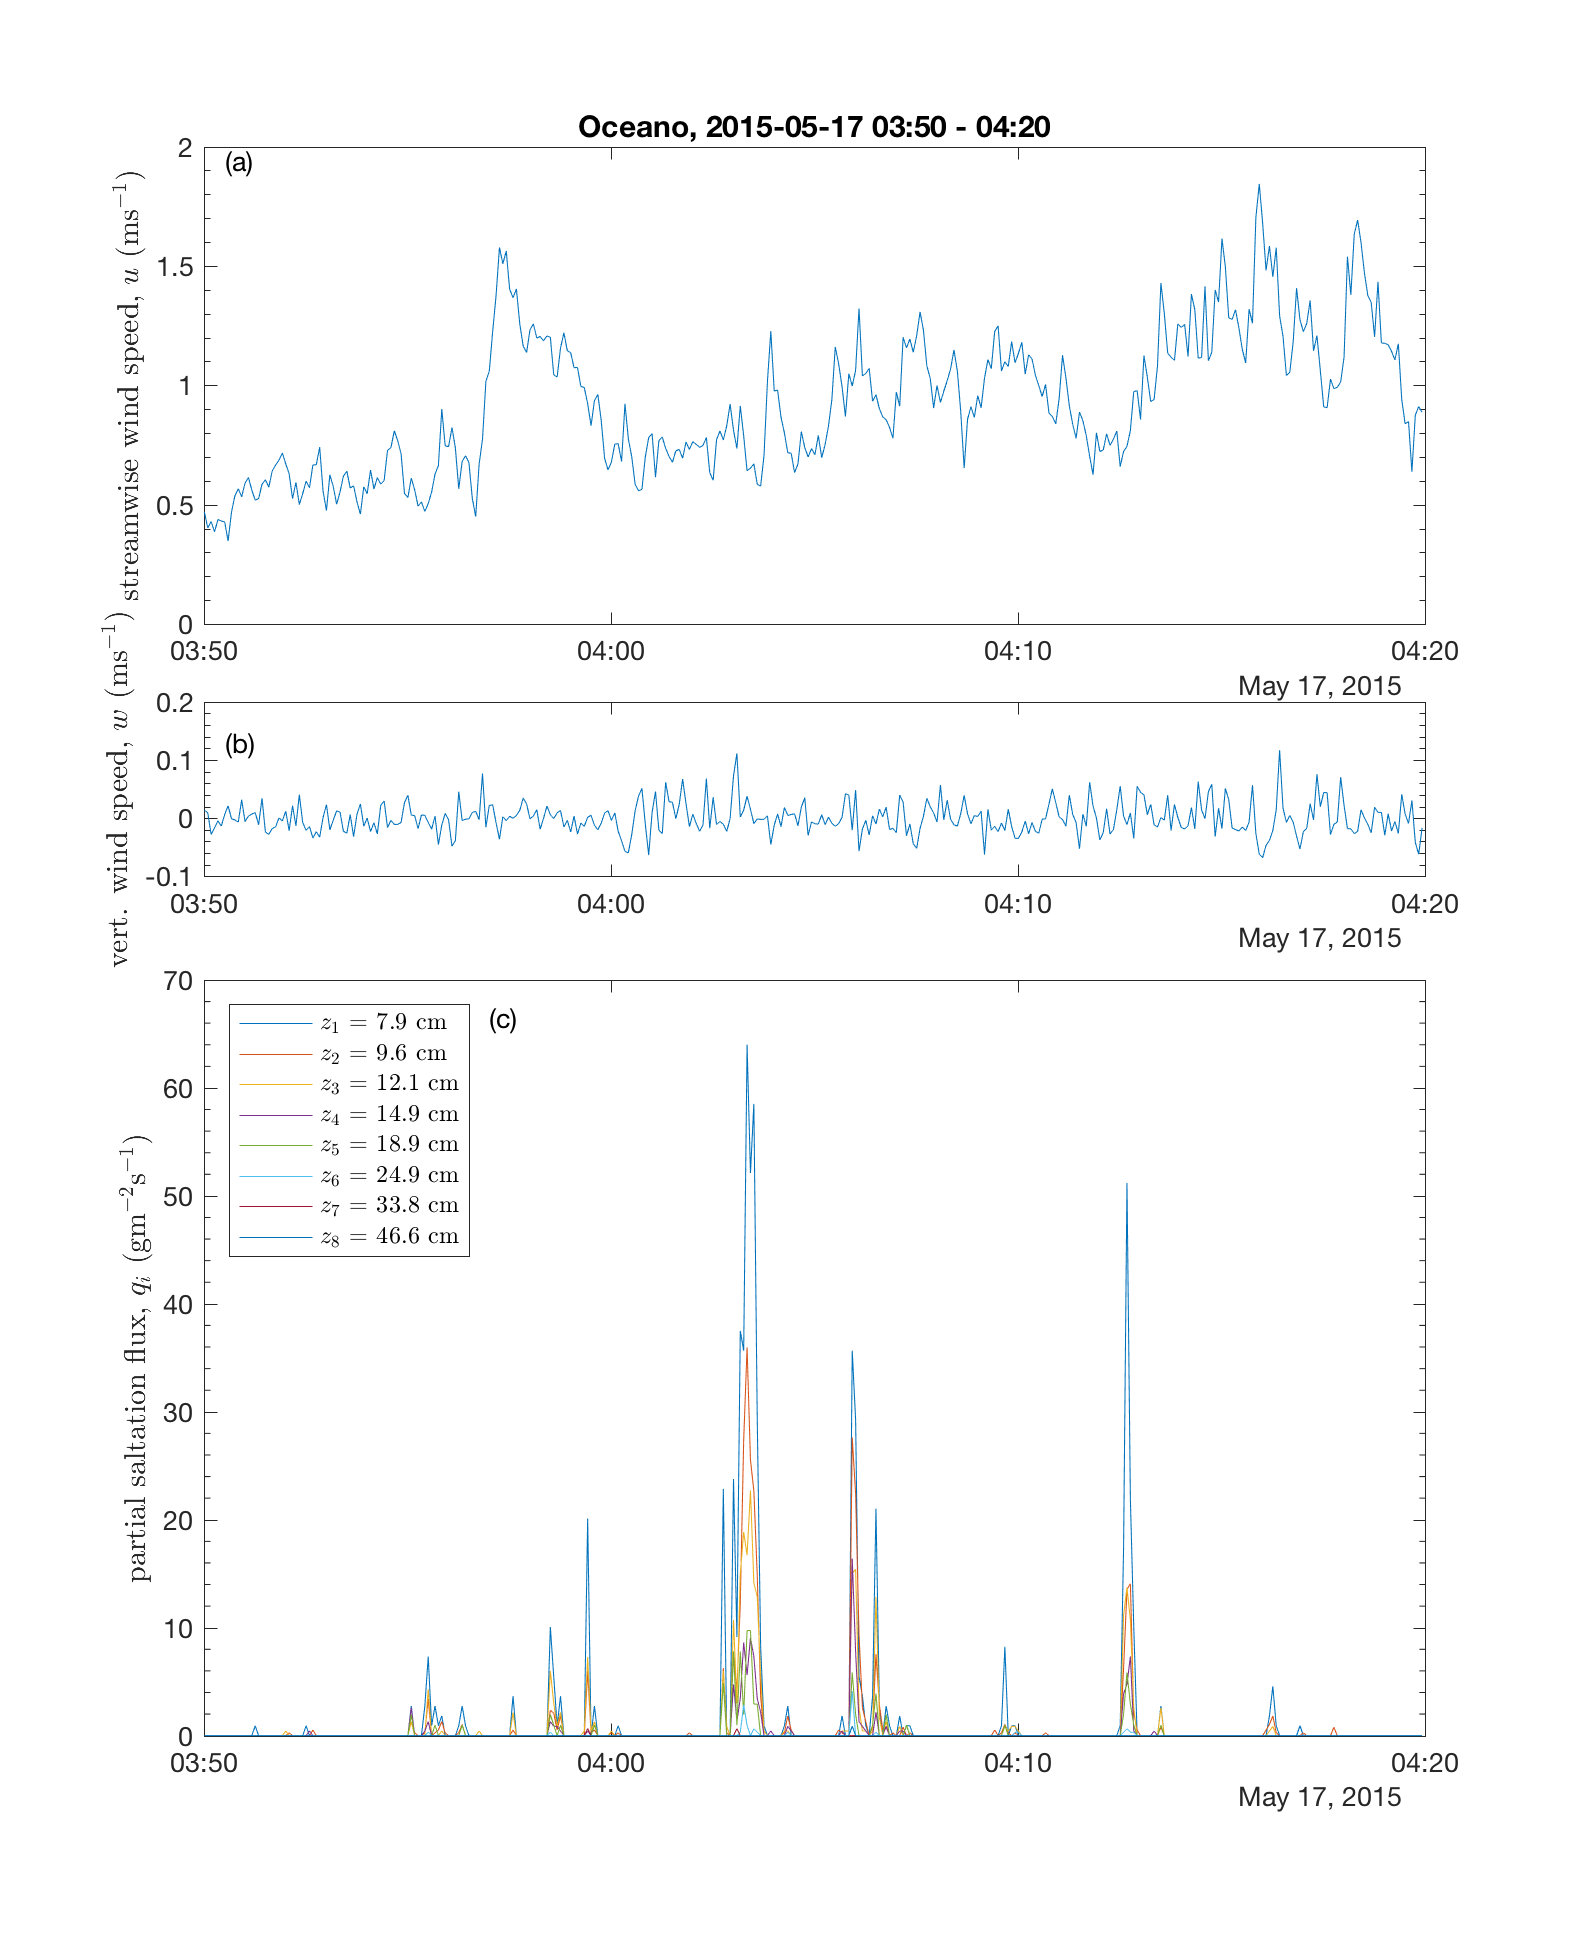 Oceano, 2015-05-17 03:50 - 04:20
(a)
streamwise wind speed, u (ms⁻¹)
2
1.5
1
0.5
0
03:50 04:00 04:10 04:20
May 17, 2015
(b)
vert. wind speed, w (ms⁻¹)
0.2
0.1
0
-0.1
03:50 04:00 04:10 04:20
May 17, 2015
(c)
partial saltation flux, qᵢ (gm⁻²s⁻¹)
70
60
50
40
30
20
10
0
z₁ = 7.9 cm
z₂ = 9.6 cm
z₃ = 12.1 cm
z₄ = 14.9 cm
z₅ = 18.9 cm
z₆ = 24.9 cm
z₇ = 33.8 cm
z₈ = 46.6 cm
03:50 04:00 04:10 04:20
May 17, 2015